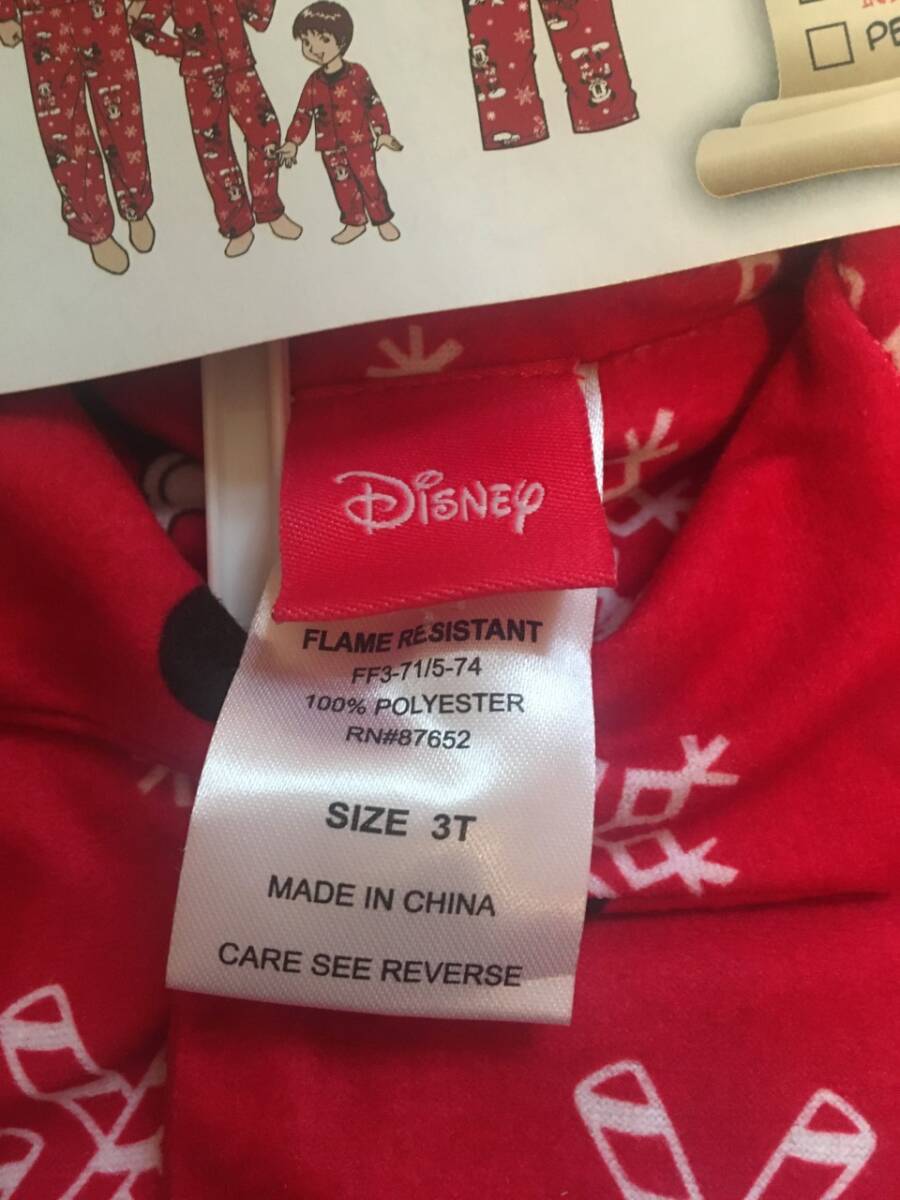 PE
DISNEY
FLAME RESISTANT
FF3-71/5-74
100% POLYESTER
RN#87652
SIZE 3T
MADE IN CHINA
CARE SEE REVERSE